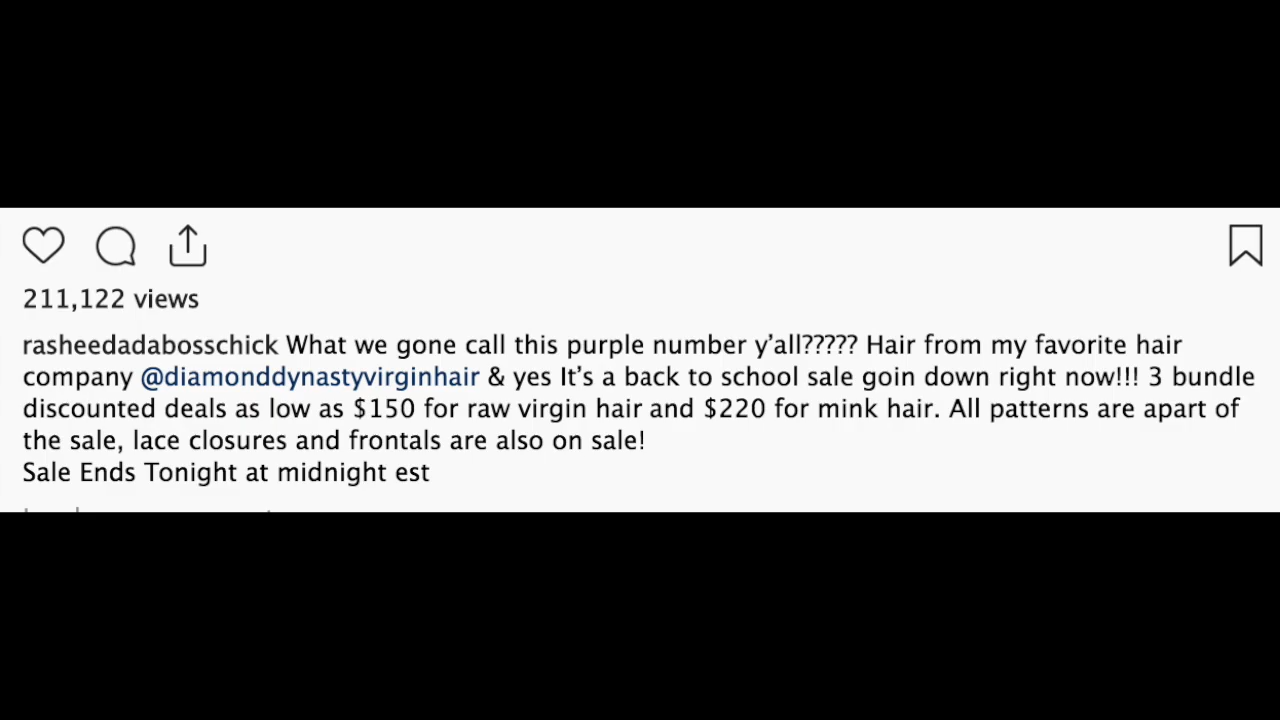 211,122 views
rasheedadabosschick What we gone call this purple number y’all????? Hair from my favorite hair
company @diamonddynastyvirginhair & yes It’s a back to school sale goin down right now!!! 3 bundle
discounted deals as low as $150 for raw virgin hair and $220 for mink hair. All patterns are apart of
the sale, lace closures and frontals are also on sale!
Sale Ends Tonight at midnight est